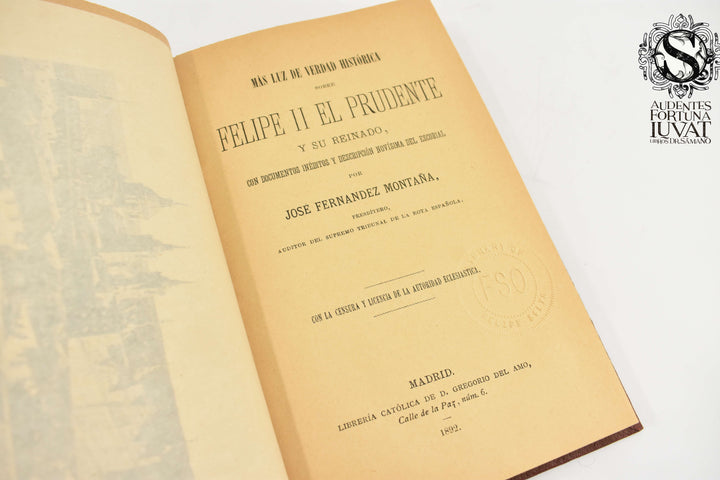 MÁS LUZ DE VERDAD HISTÓRICA
SOBRE
FELIPE II EL PRUDENTE
Y SU REINADO,
CON DOCUMENTOS INÉDITOS Y DESCRIPCIÓN NOVÍSIMA DEL ESCORIAL
POR
JOSE FERNANDEZ MONTAÑA,
PRESBÍTERO,
AUDITOR DEL SUPREMO TRIBUNAL DE LA ROTA ESPAÑOLA.
CON LA CENSURA Y LICENCIA DE LA AUTORIDAD ECLESIÁSTICA.
FSO
MADRID.
LIBRERÍA CATÓLICA DE D. GREGORIO DEL AMO,
Calle de la Paz, núm. 6.
1892.
S
AUDENTES
FORTUNA
IUVAT
LIBROS DR. SÁMANO